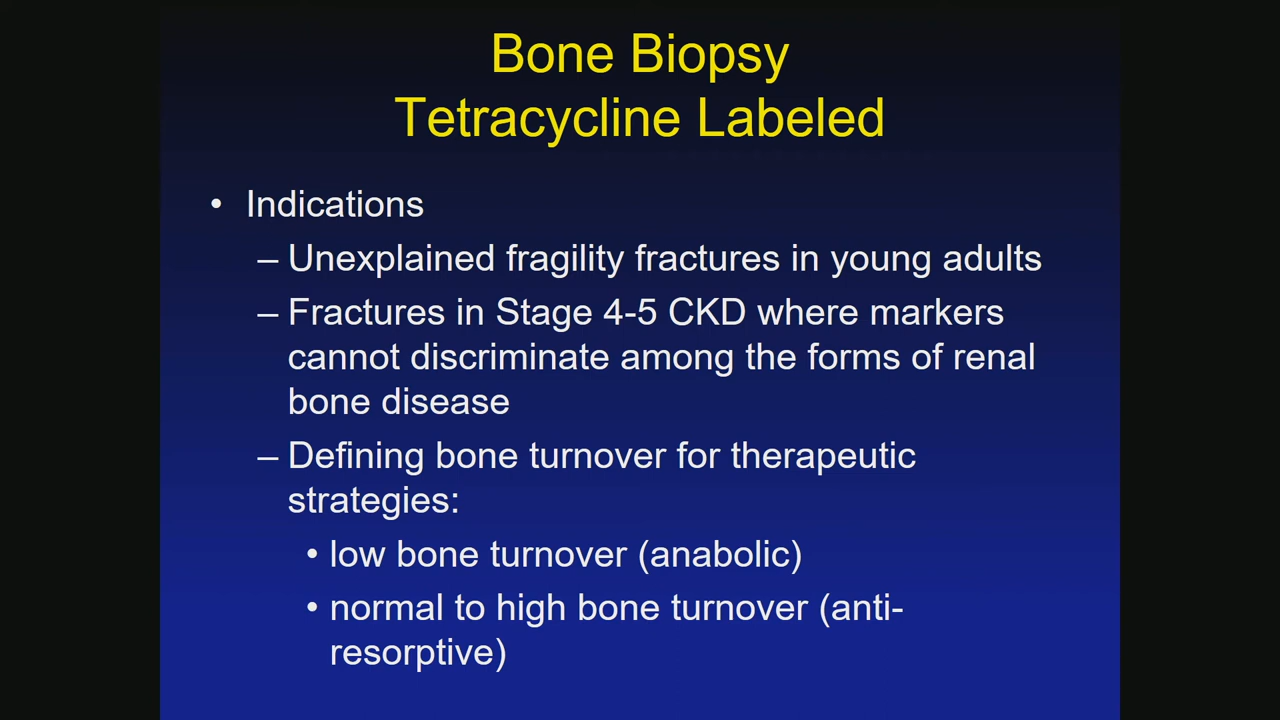 Bone Biopsy
Tetracycline Labeled
• Indications
– Unexplained fragility fractures in young adults
– Fractures in Stage 4-5 CKD where markers
cannot discriminate among the forms of renal
bone disease
– Defining bone turnover for therapeutic
strategies:
• low bone turnover (anabolic)
• normal to high bone turnover (anti-
resorptive)